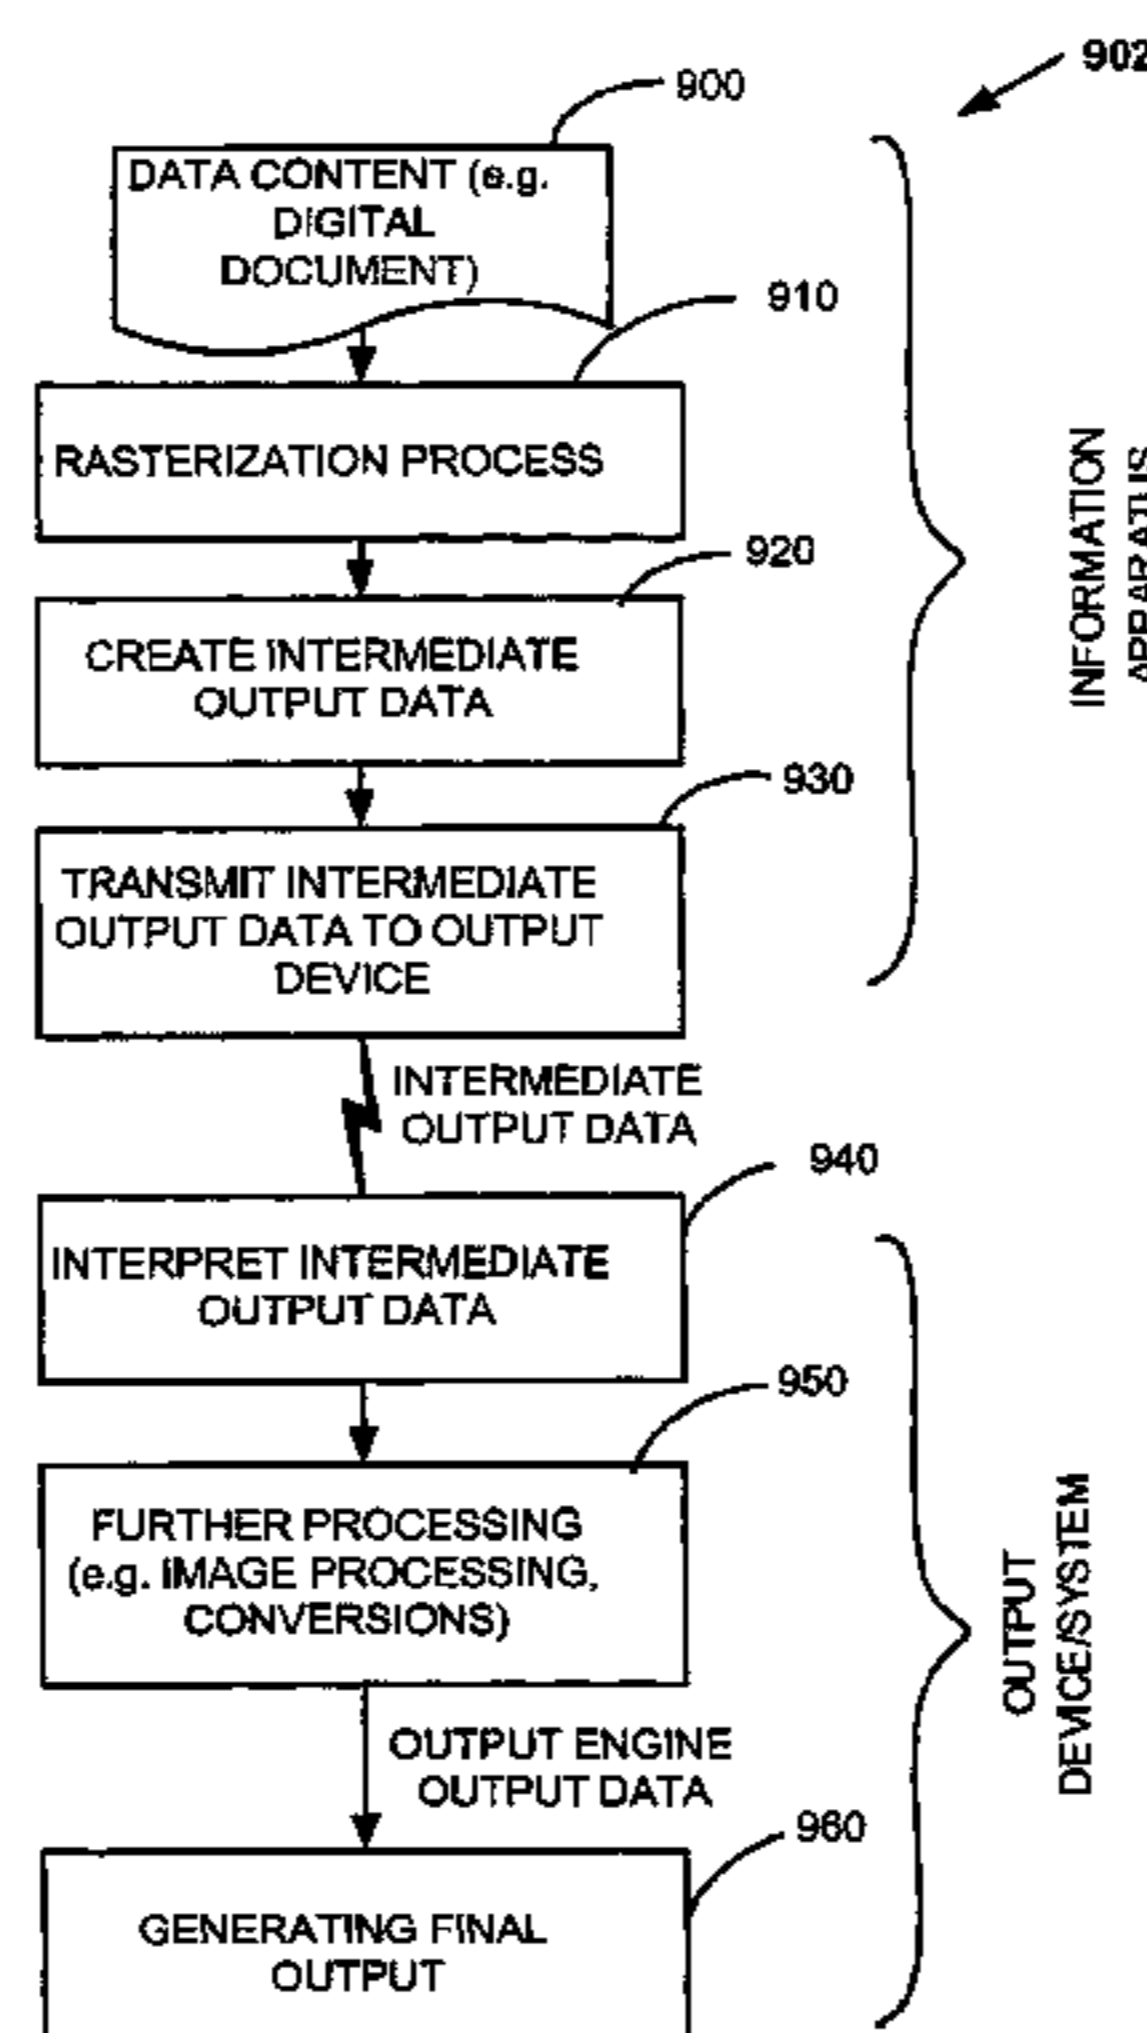 902
900
DATA CONTENT (e.g.
DIGITAL
DOCUMENT)
910
RASTERIZATION PROCESS
920
CREATE INTERMEDIATE
OUTPUT DATA
930
TRANSMIT INTERMEDIATE
OUTPUT DATA TO OUTPUT
DEVICE
INFORMATION
APPARATUS
INTERMEDIATE
OUTPUT DATA
940
INTERPRET INTERMEDIATE
OUTPUT DATA
950
FURTHER PROCESSING
(e.g. IMAGE PROCESSING,
CONVERSIONS)
OUTPUT
DEVICE/SYSTEM
OUTPUT ENGINE
OUTPUT DATA
960
GENERATING FINAL
OUTPUT